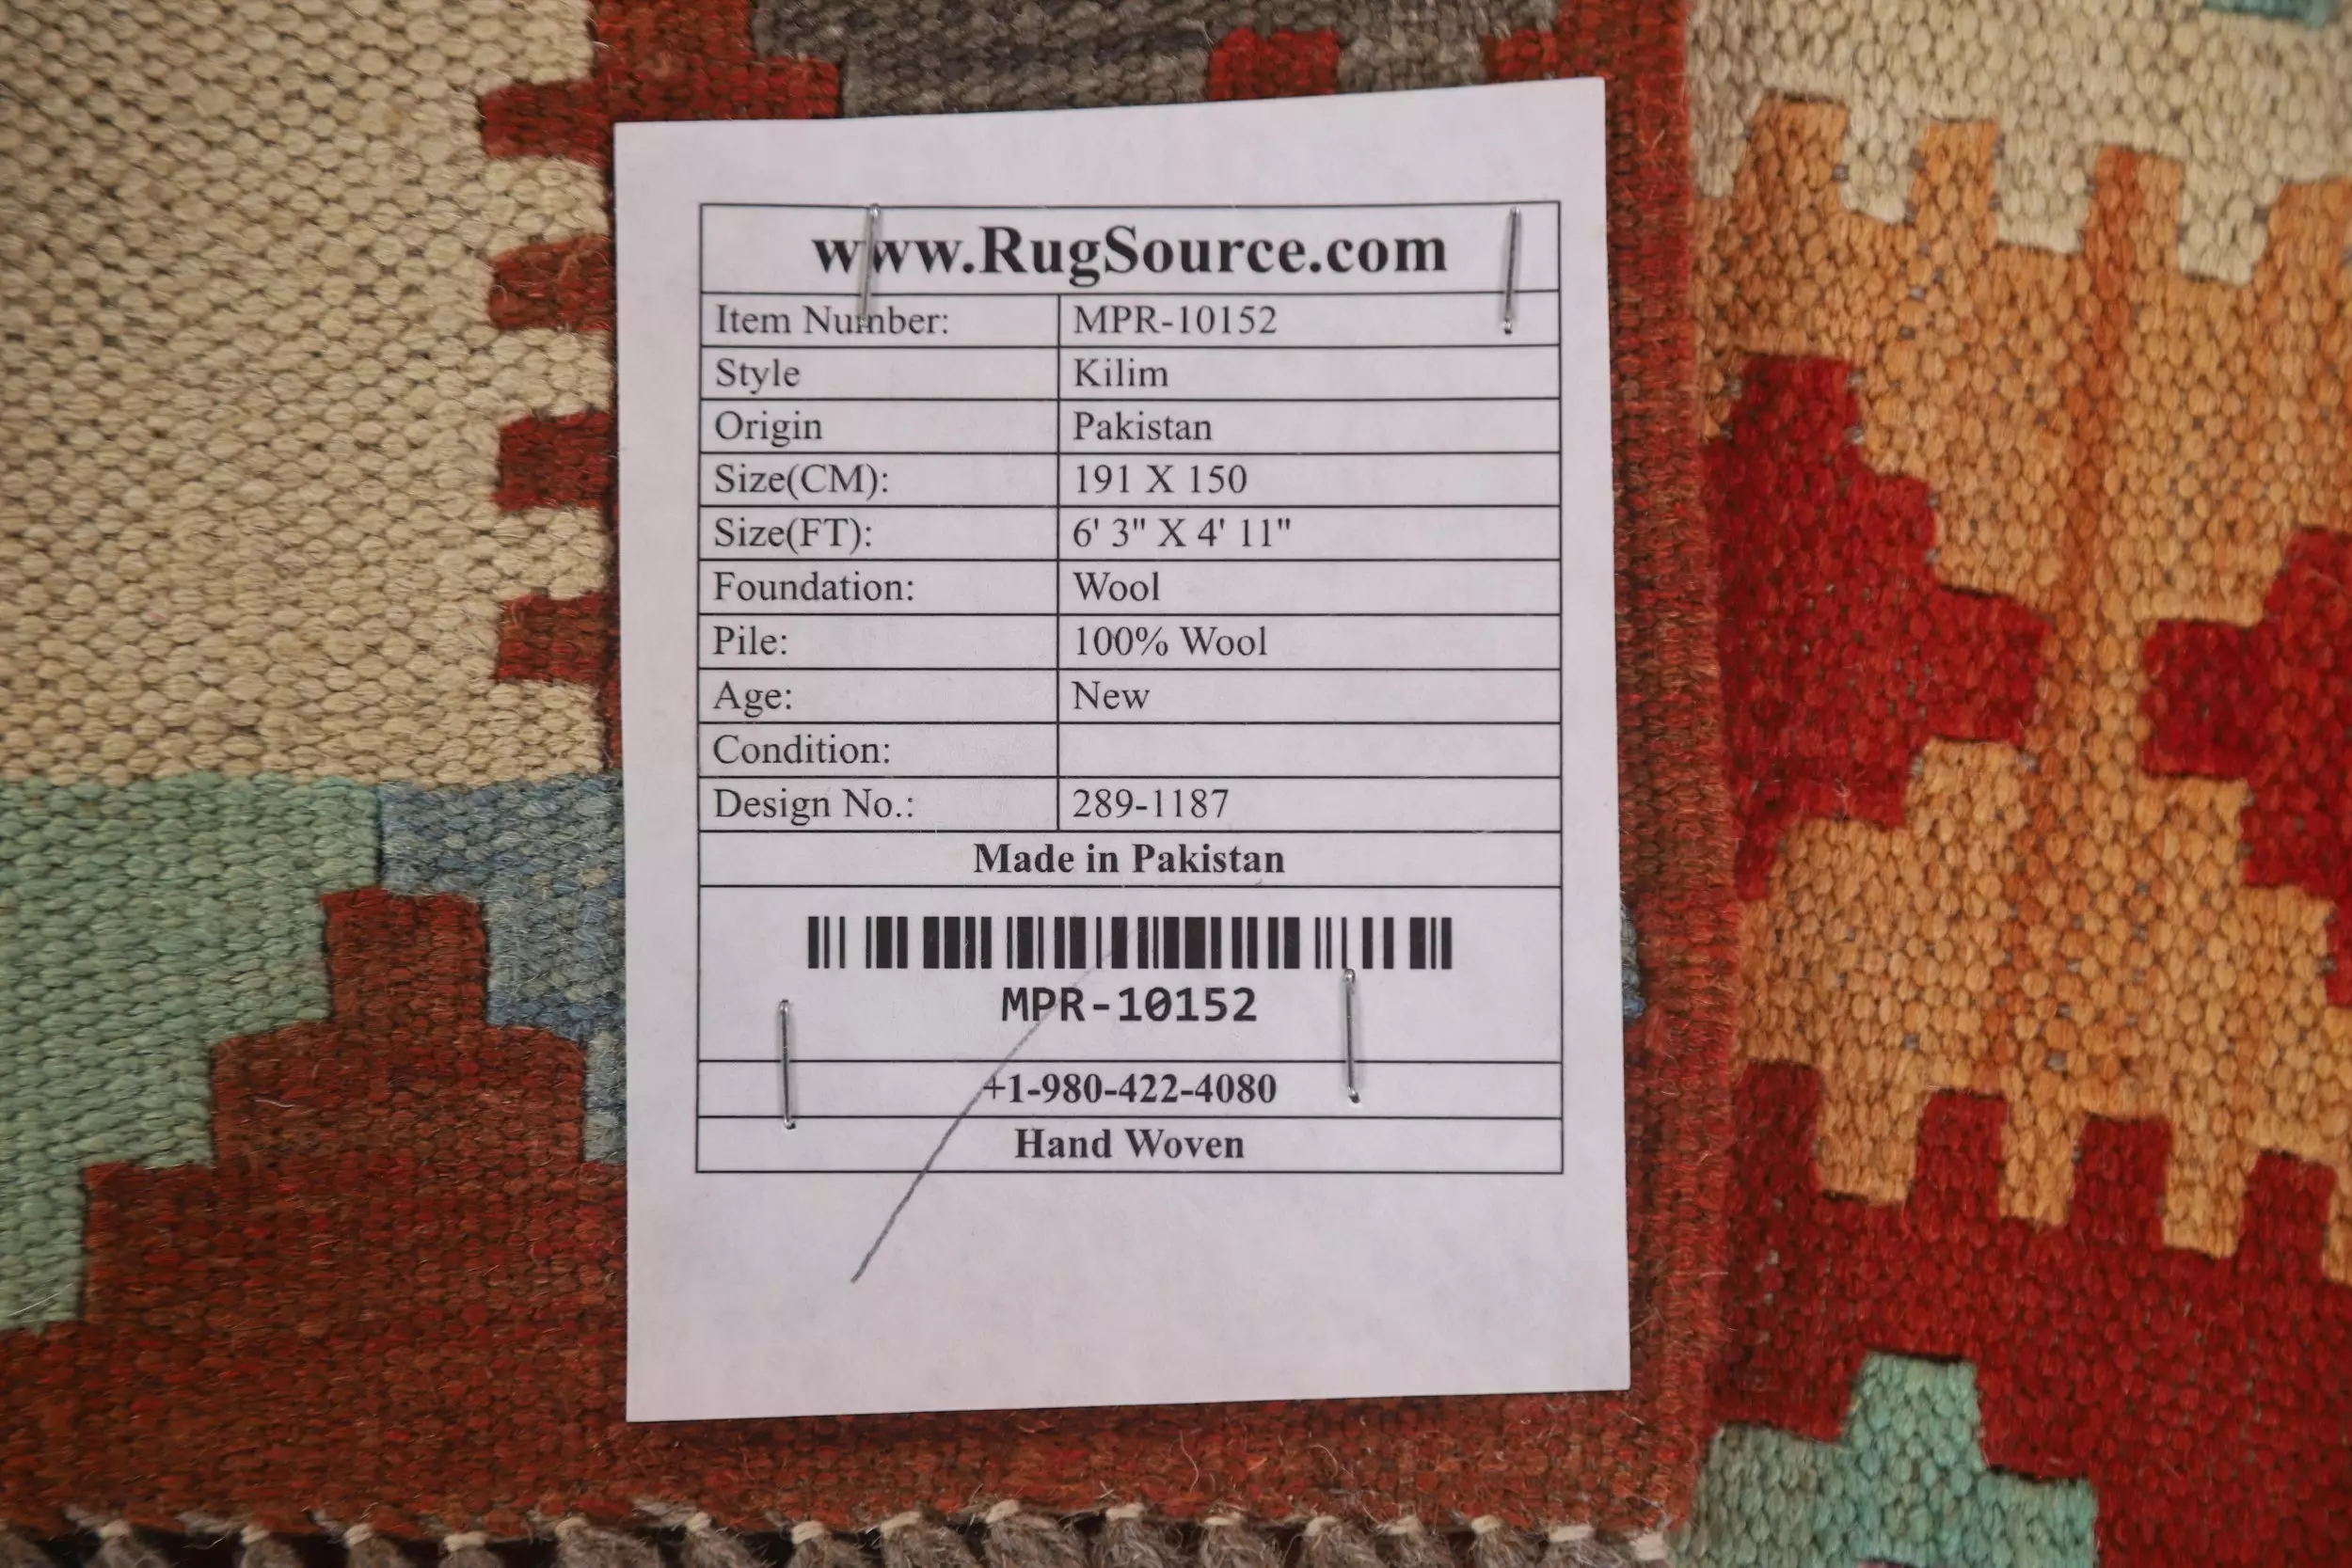 www.RugSource.com
Item Number: MPR-10152
Style Kilim
Origin Pakistan
Size(CM): 191 X 150
Size(FT): 6' 3" X 4' 11"
Foundation: Wool
Pile: 100% Wool
Age: New
Condition:
Design No.: 289-1187
Made in Pakistan
MPR-10152
+1-980-422-4080
Hand Woven